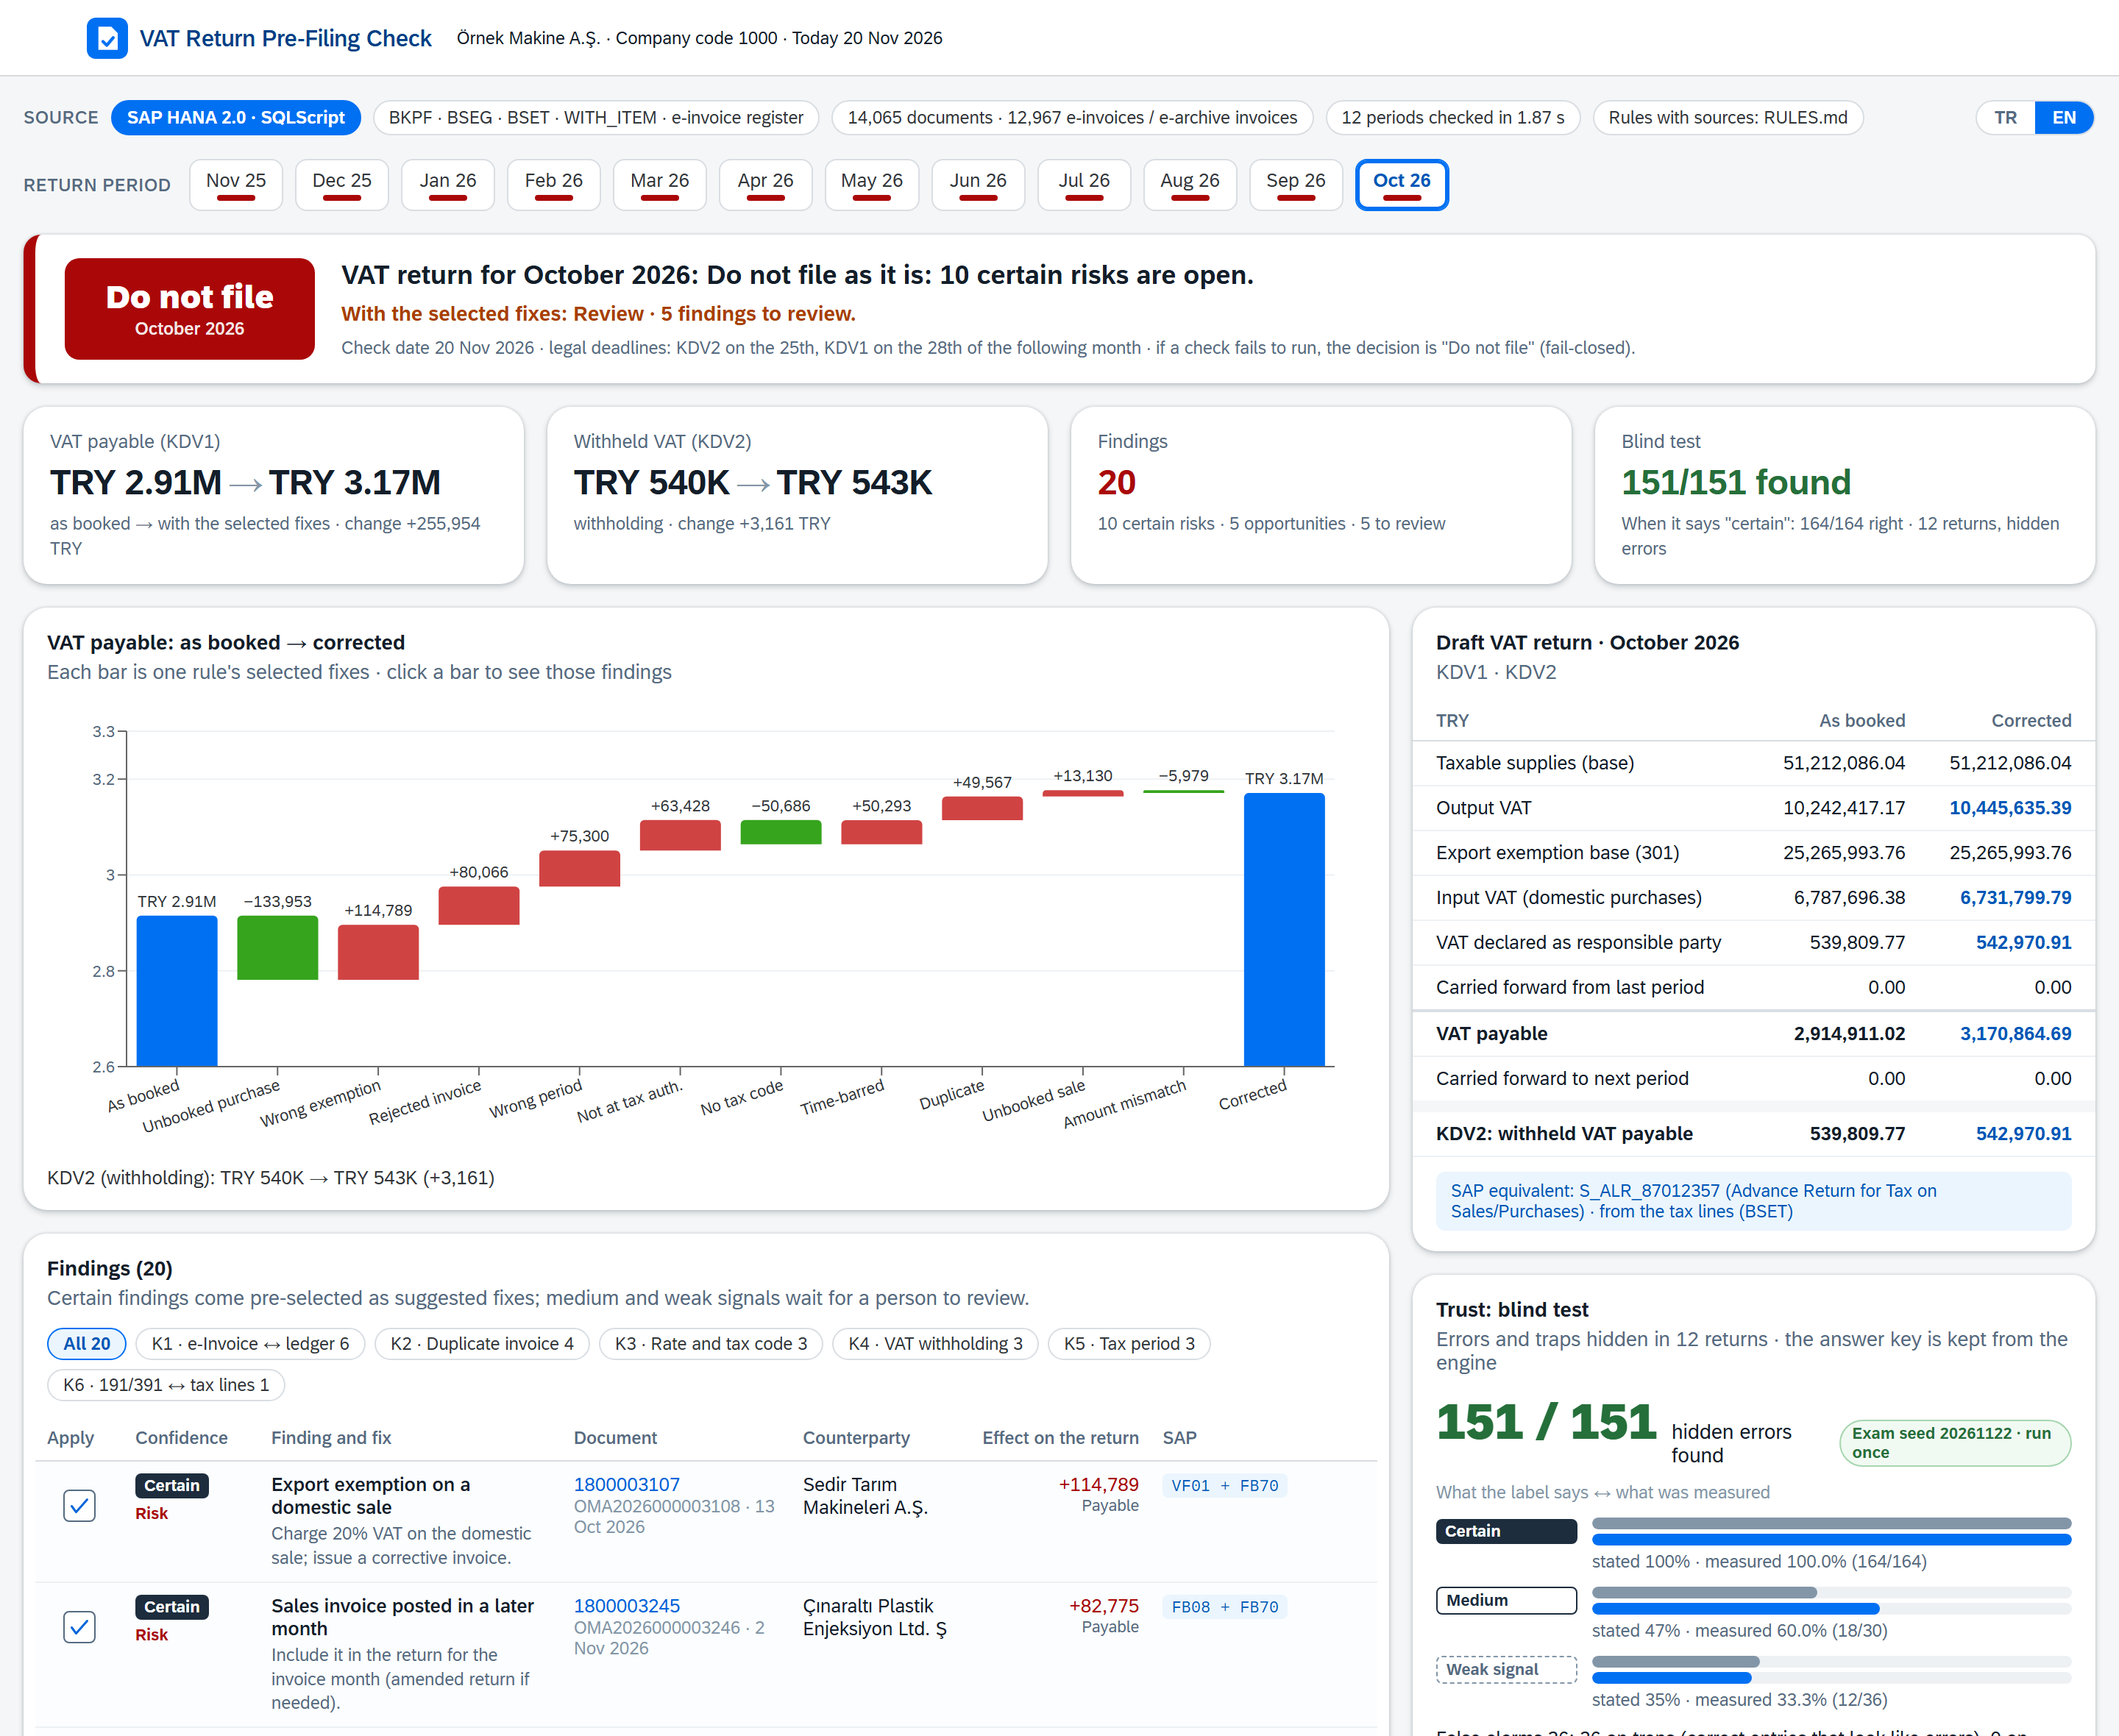 VAT Return Pre-Filing Check
Örnek Makine A.Ş. · Company code 1000 · Today 20 Nov 2026
SOURCE
SAP HANA 2.0 · SQLScript
BKPF · BSEG · BSET · WITH_ITEM · e-invoice register
14,065 documents · 12,967 e-invoices / e-archive invoices
12 periods checked in 1.87 s
Rules with sources: RULES.md
TR
EN
RETURN PERIOD
Nov 25
Dec 25
Jan 26
Feb 26
Mar 26
Apr 26
May 26
Jun 26
Jul 26
Aug 26
Sep 26
Oct 26
Do not file
October 2026
VAT return for October 2026: Do not file as it is: 10 certain risks are open.
With the selected fixes: Review · 5 findings to review.
Check date 20 Nov 2026 · legal deadlines: KDV2 on the 25th, KDV1 on the 28th of the following month · if a check fails to run, the decision is "Do not file" (fail-closed).
VAT payable (KDV1)
TRY 2.91M → TRY 3.17M
as booked → with the selected fixes · change +255,954
TRY
Withheld VAT (KDV2)
TRY 540K → TRY 543K
withholding · change +3,161 TRY
Findings
20
10 certain risks · 5 opportunities · 5 to review
Blind test
151/151 found
When it says "certain": 164/164 right · 12 returns, hidden
errors
VAT payable: as booked → corrected
Each bar is one rule's selected fixes · click a bar to see those findings
3.3
3.2
3
2.8
2.6
TRY 2.91M
−133,953
+114,789
+80,066
+75,300
+63,428
−50,686
+50,293
+49,567
+13,130
−5,979
TRY 3.17M
As booked
Unbooked purchase
Wrong exemption
Rejected invoice
Wrong period
Not at tax auth.
No tax code
Time-barred
Duplicate
Unbooked sale
Amount mismatch
Corrected
KDV2 (withholding): TRY 540K → TRY 543K (+3,161)
Draft VAT return · October 2026
KDV1 · KDV2
TRY As booked Corrected
Taxable supplies (base) 51,212,086.04 51,212,086.04
Output VAT 10,242,417.17 10,445,635.39
Export exemption base (301) 25,265,993.76 25,265,993.76
Input VAT (domestic purchases) 6,787,696.38 6,731,799.79
VAT declared as responsible party 539,809.77 542,970.91
Carried forward from last period 0.00 0.00
VAT payable 2,914,911.02 3,170,864.69
Carried forward to next period 0.00 0.00
KDV2: withheld VAT payable 539,809.77 542,970.91
SAP equivalent: S_ALR_87012357 (Advance Return for Tax on
Sales/Purchases) · from the tax lines (BSET)
Findings (20)
Certain findings come pre-selected as suggested fixes; medium and weak signals wait for a person to review.
All 20
K1 · e-Invoice ↔ ledger 6
K2 · Duplicate invoice 4
K3 · Rate and tax code 3
K4 · VAT withholding 3
K5 · Tax period 3
K6 · 191/391 ↔ tax lines 1
Apply Confidence Finding and fix Document Counterparty Effect on the return SAP
Certain
Risk
Export exemption on a
domestic sale
Charge 20% VAT on the domestic
sale; issue a corrective invoice.
1800003107
OMA2026000003108 · 13
Oct 2026
Sedir Tarım
Makineleri A.Ş.
+114,789
Payable
VF01 + FB70
Certain
Risk
Sales invoice posted in a later
month
Include it in the return for the
invoice month (amended return if
needed).
1800003245
OMA2026000003246 · 2
Nov 2026
Çınaraltı Plastik
Enjeksiyon Ltd. Ş
+82,775
Payable
FB08 + FB70
Trust: blind test
Errors and traps hidden in 12 returns · the answer key is kept from the
engine
151 / 151 hidden errors
found
Exam seed 20261122 · run
once
What the label says ↔ what was measured
Certain
stated 100% · measured 100.0% (164/164)
Medium
stated 47% · measured 60.0% (18/30)
Weak signal
stated 35% · measured 33.3% (12/36)